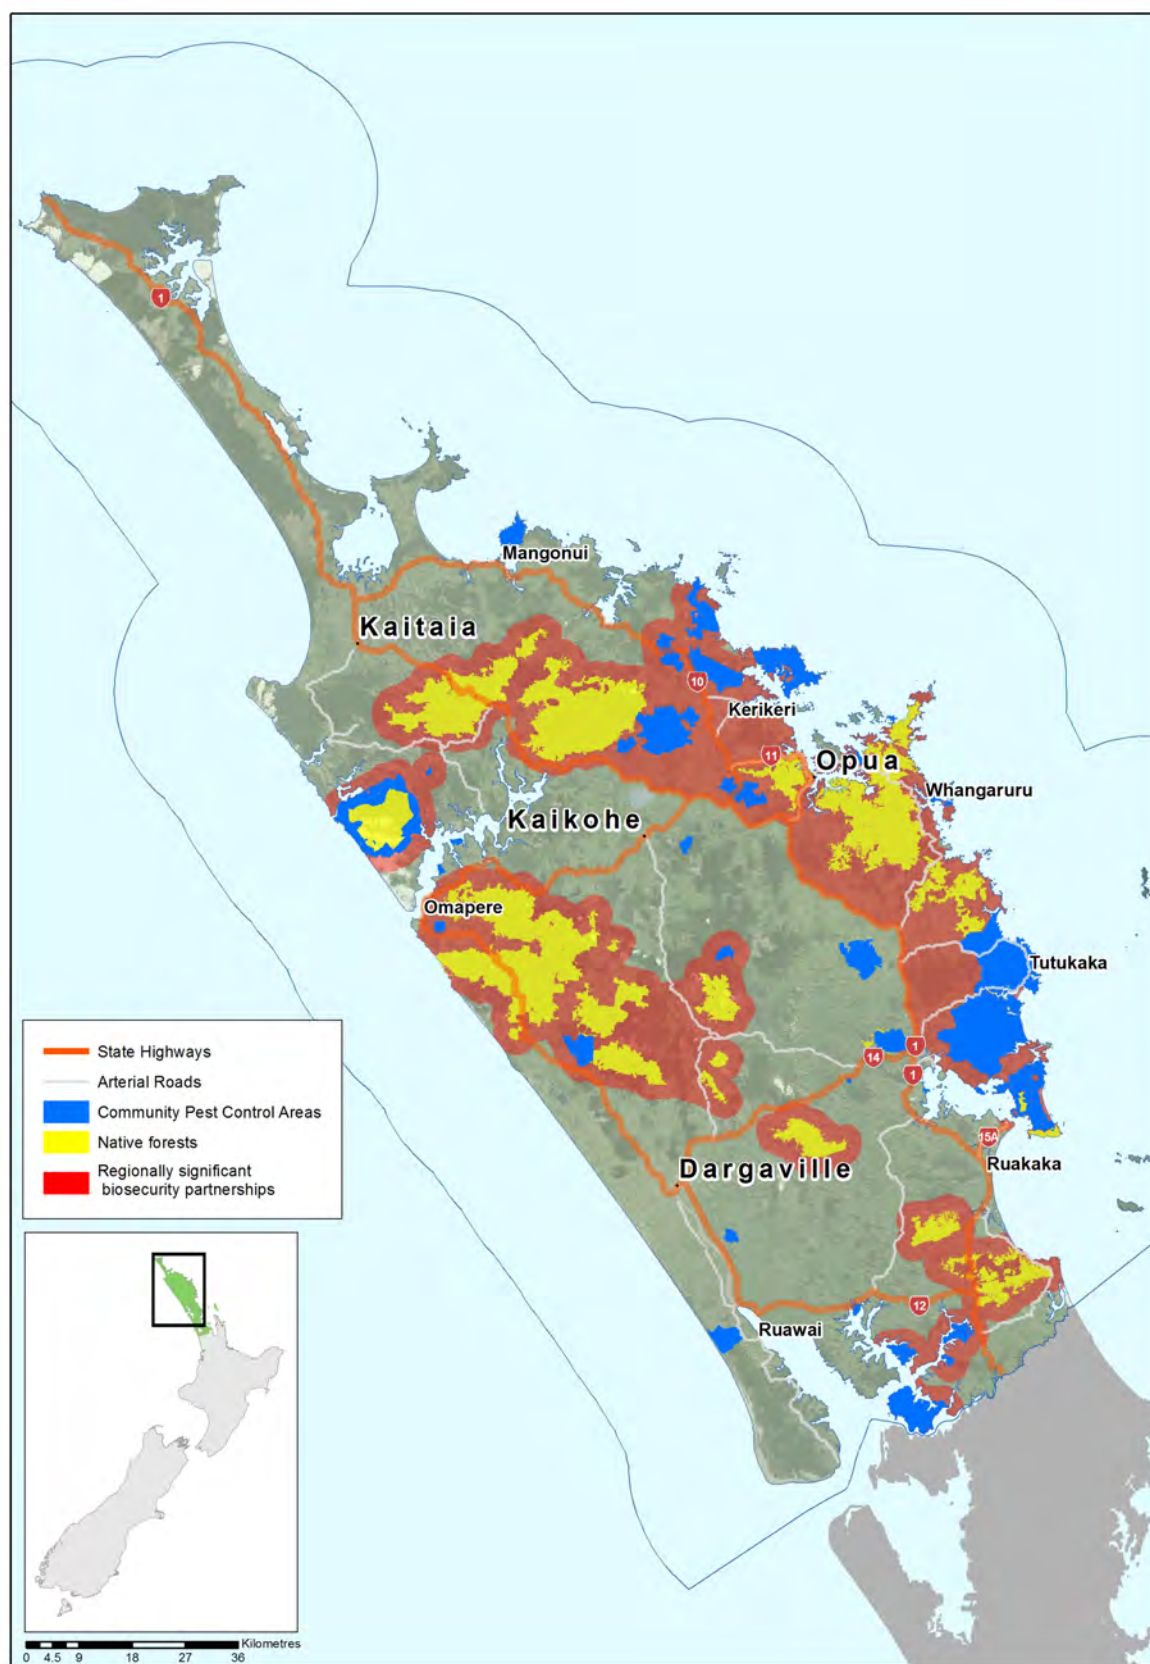 1
Mangonui
Kaitaia
10
Kerikeri
11
Opua
Whangaruru
Kaikohe
Omapere
Tutukaka
14
1
1
15A
Ruakaka
Dargaville
12
Ruawai
State Highways
Arterial Roads
Community Pest Control Areas
Native forests
Regionally significant
biosecurity partnerships
Kilometres
0 4.5 9 18 27 36